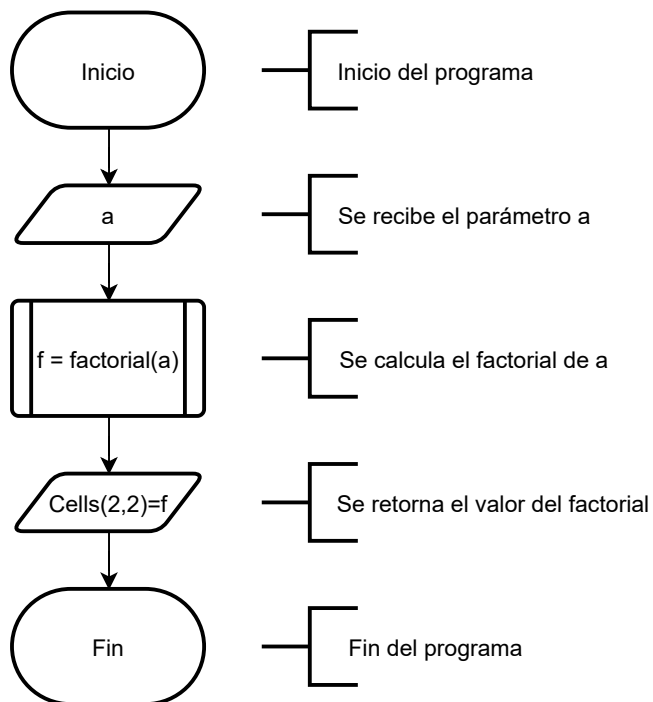 Inicio
Inicio del programa
a
Se recibe el parámetro a
f = factorial(a)
Se calcula el factorial de a
Cells(2,2)=f
Se retorna el valor del factorial
Fin
Fin del programa